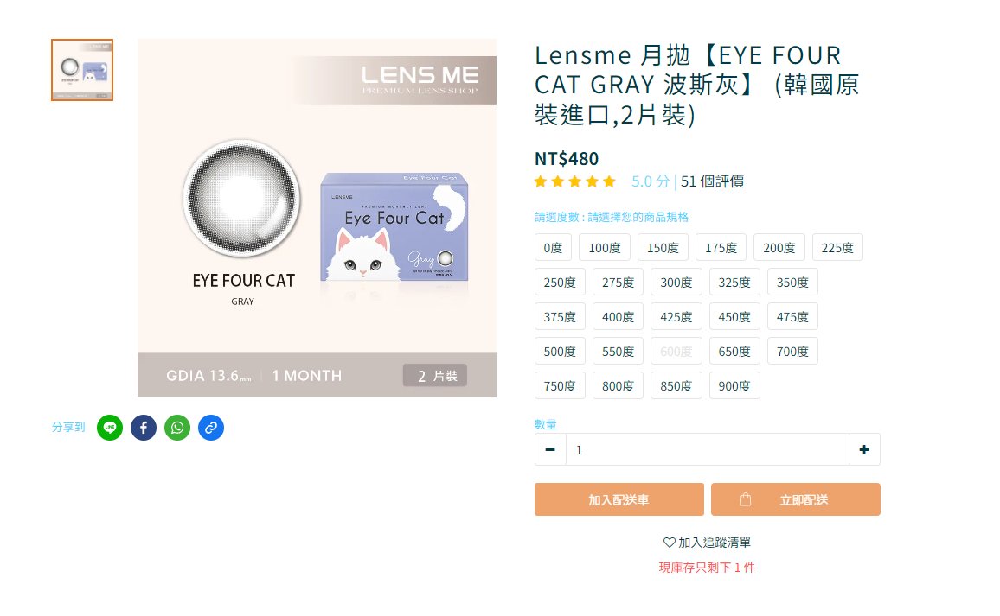 LENS ME
PREMIUM LENS SHOP
Eye Four Cat
LENSME
PREMIUM MONTHLY LENS
Eye Four Cat
Gray
EYE FOUR CAT
GRAY
GDIA 13.6mm | 1 MONTH
2 片裝
分享到
LINE
Lensme 月拋【EYE FOUR
CAT GRAY 波斯灰】 (韓國原
裝進口,2片裝)
NT$480
5.0 分 | 51 個評價
請選度數 : 請選擇您的商品規格
0度 100度 150度 175度 200度 225度
250度 275度 300度 325度 350度
375度 400度 425度 450度 475度
500度 550度 600度 650度 700度
750度 800度 850度 900度
數量
1
加入配送車 立即配送
加入追蹤清單
現庫存只剩下 1 件